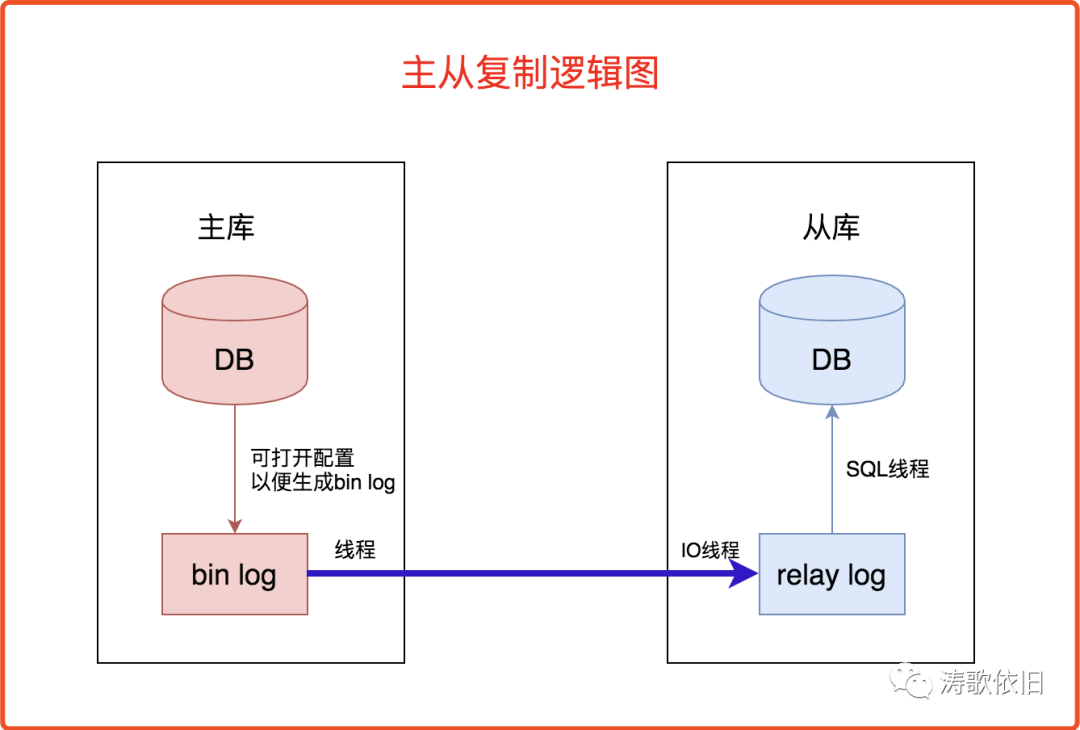 主从复制逻辑图
主库
从库
DB
DB
可打开配置
以便生成bin log
SQL线程
线程
IO线程
bin log
relay log
涛歌依旧